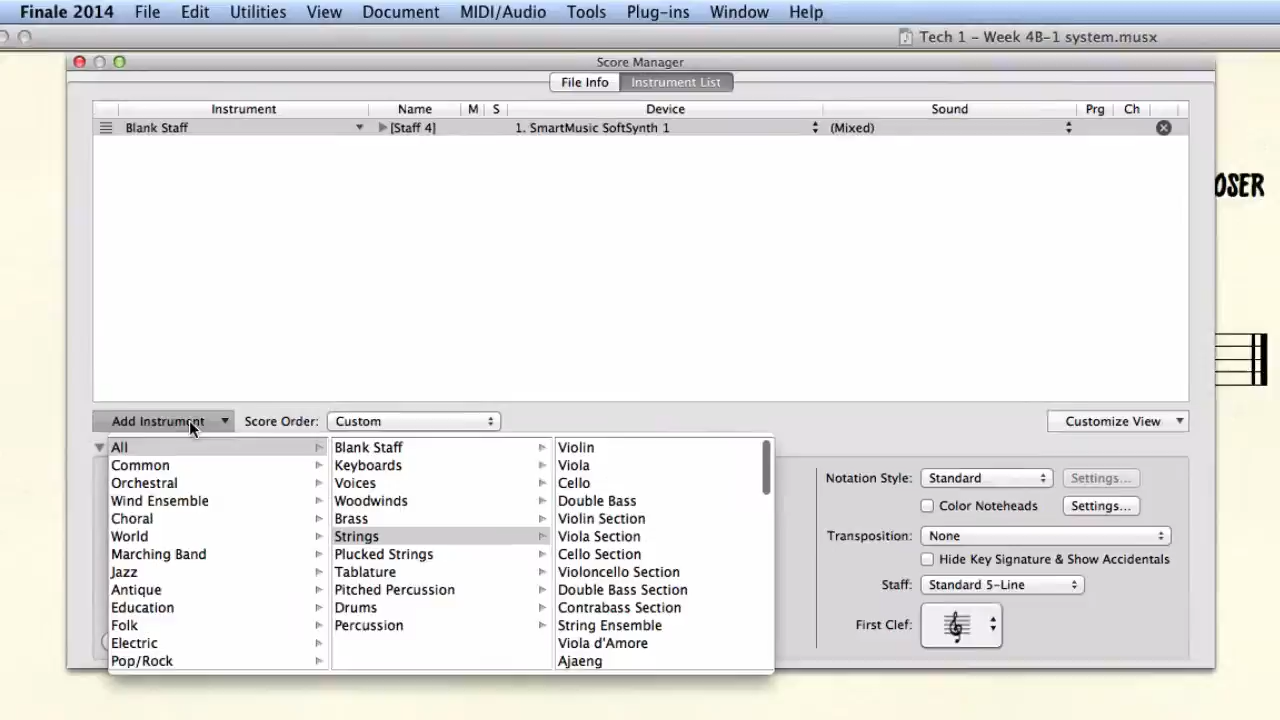 Finale 2014 File Edit Utilities View Document MIDI/Audio Tools Plug-ins Window Help
Tech 1 - Week 4B-1 system.musx
Score Manager
File Info Instrument List
Instrument Name M S Device Sound Prg Ch
Blank Staff [Staff 4] 1. SmartMusic SoftSynth 1 (Mixed)
OSER
Add Instrument Score Order: Custom Customize View
All Blank Staff Violin
Common Keyboards Viola
Orchestral Voices Cello
Wind Ensemble Woodwinds Double Bass
Choral Brass Violin Section
World Strings Viola Section
Marching Band Plucked Strings Cello Section
Jazz Tablature Violoncello Section
Antique Pitched Percussion Double Bass Section
Education Drums Contrabass Section
Folk Percussion String Ensemble
Electric Viola d'Amore
Pop/Rock Ajaeng
Notation Style: Standard Settings...
Color Noteheads Settings...
Transposition: None
Hide Key Signature & Show Accidentals
Staff: Standard 5-Line
First Clef: